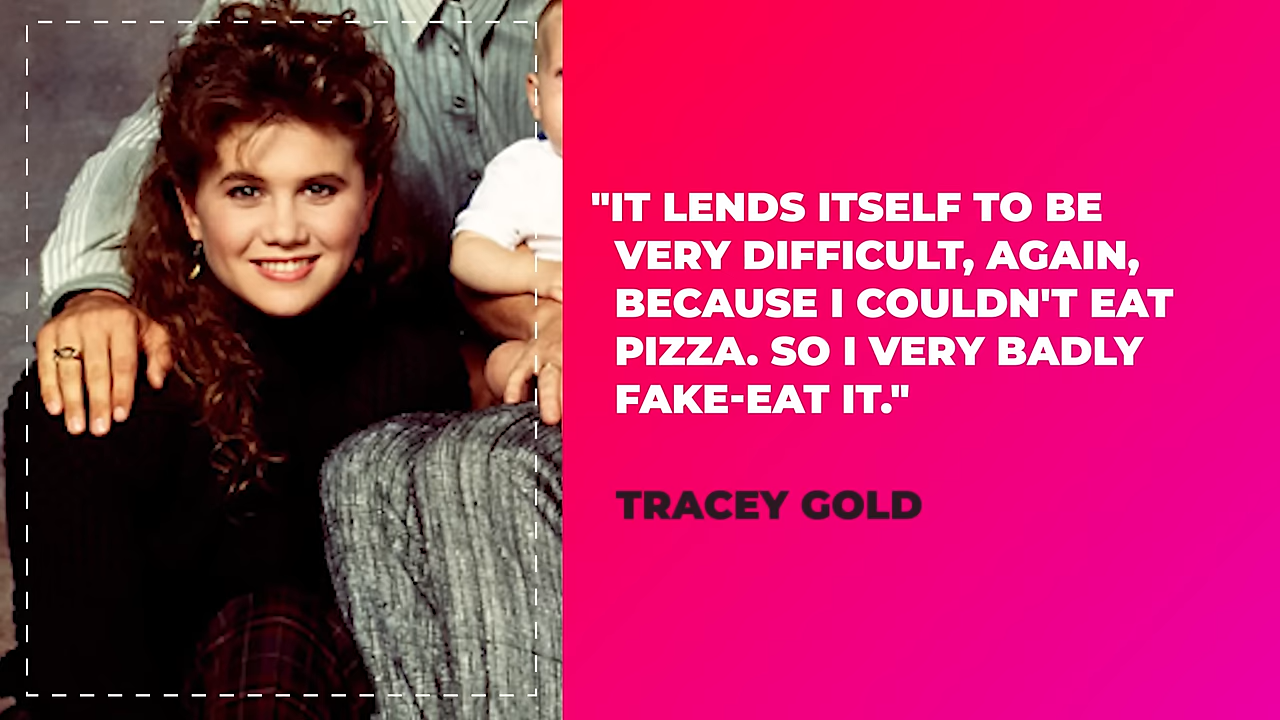 "IT LENDS ITSELF TO BE
VERY DIFFICULT, AGAIN,
BECAUSE I COULDN'T EAT
PIZZA. SO I VERY BADLY
FAKE-EAT IT."
TRACEY GOLD